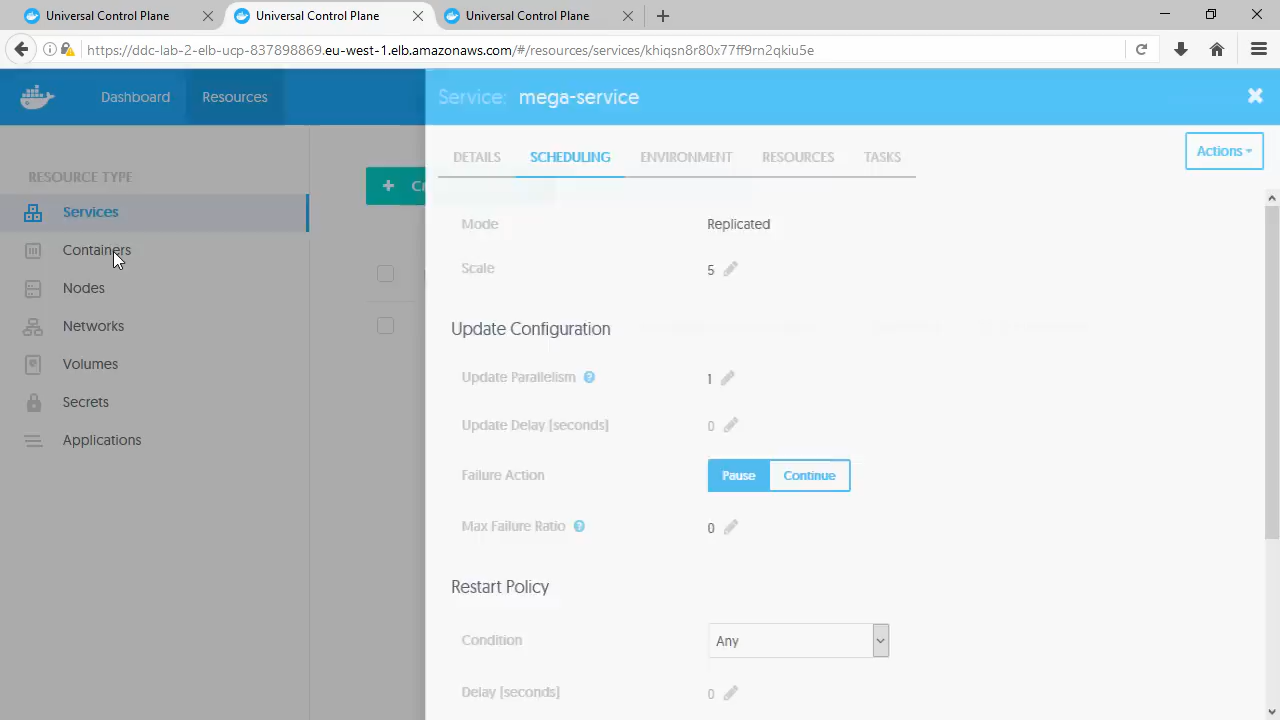 Universal Control Plane
Universal Control Plane
Universal Control Plane
https://ddc-lab-2-elb-ucp-837898869.eu-west-1.elb.amazonaws.com/#/resources/services/khiqsn8r80x77ff9rn2qkiu5e
Dashboard
Resources
Service: mega-service
DETAILS
SCHEDULING
ENVIRONMENT
RESOURCES
TASKS
Actions
RESOURCE TYPE
Services
Containers
Nodes
Networks
Volumes
Secrets
Applications
Mode
Replicated
Scale
5
Update Configuration
Update Parallelism ?
1
Update Delay [seconds]
0
Failure Action
Pause
Continue
Max Failure Ratio ?
0
Restart Policy
Condition
Any
Delay [seconds]
0